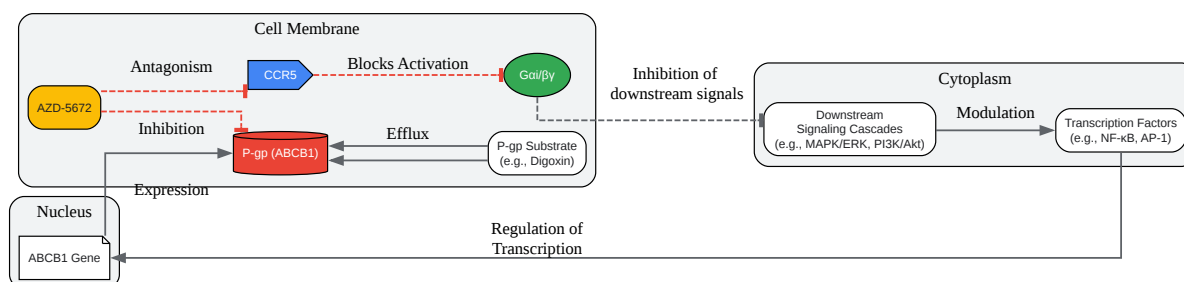 Cell Membrane
Antagonism
CCR5
Blocks Activation
Gαi/βγ
AZD-5672
Inhibition
P-gp (ABCB1)
Efflux
P-gp Substrate
(e.g., Digoxin)
Expression
Inhibition of
downstream signals
Cytoplasm
Downstream
Signaling Cascades
(e.g., MAPK/ERK, PI3K/Akt)
Modulation
Transcription Factors
(e.g., NF-κB, AP-1)
Nucleus
ABCB1 Gene
Regulation of
Transcription